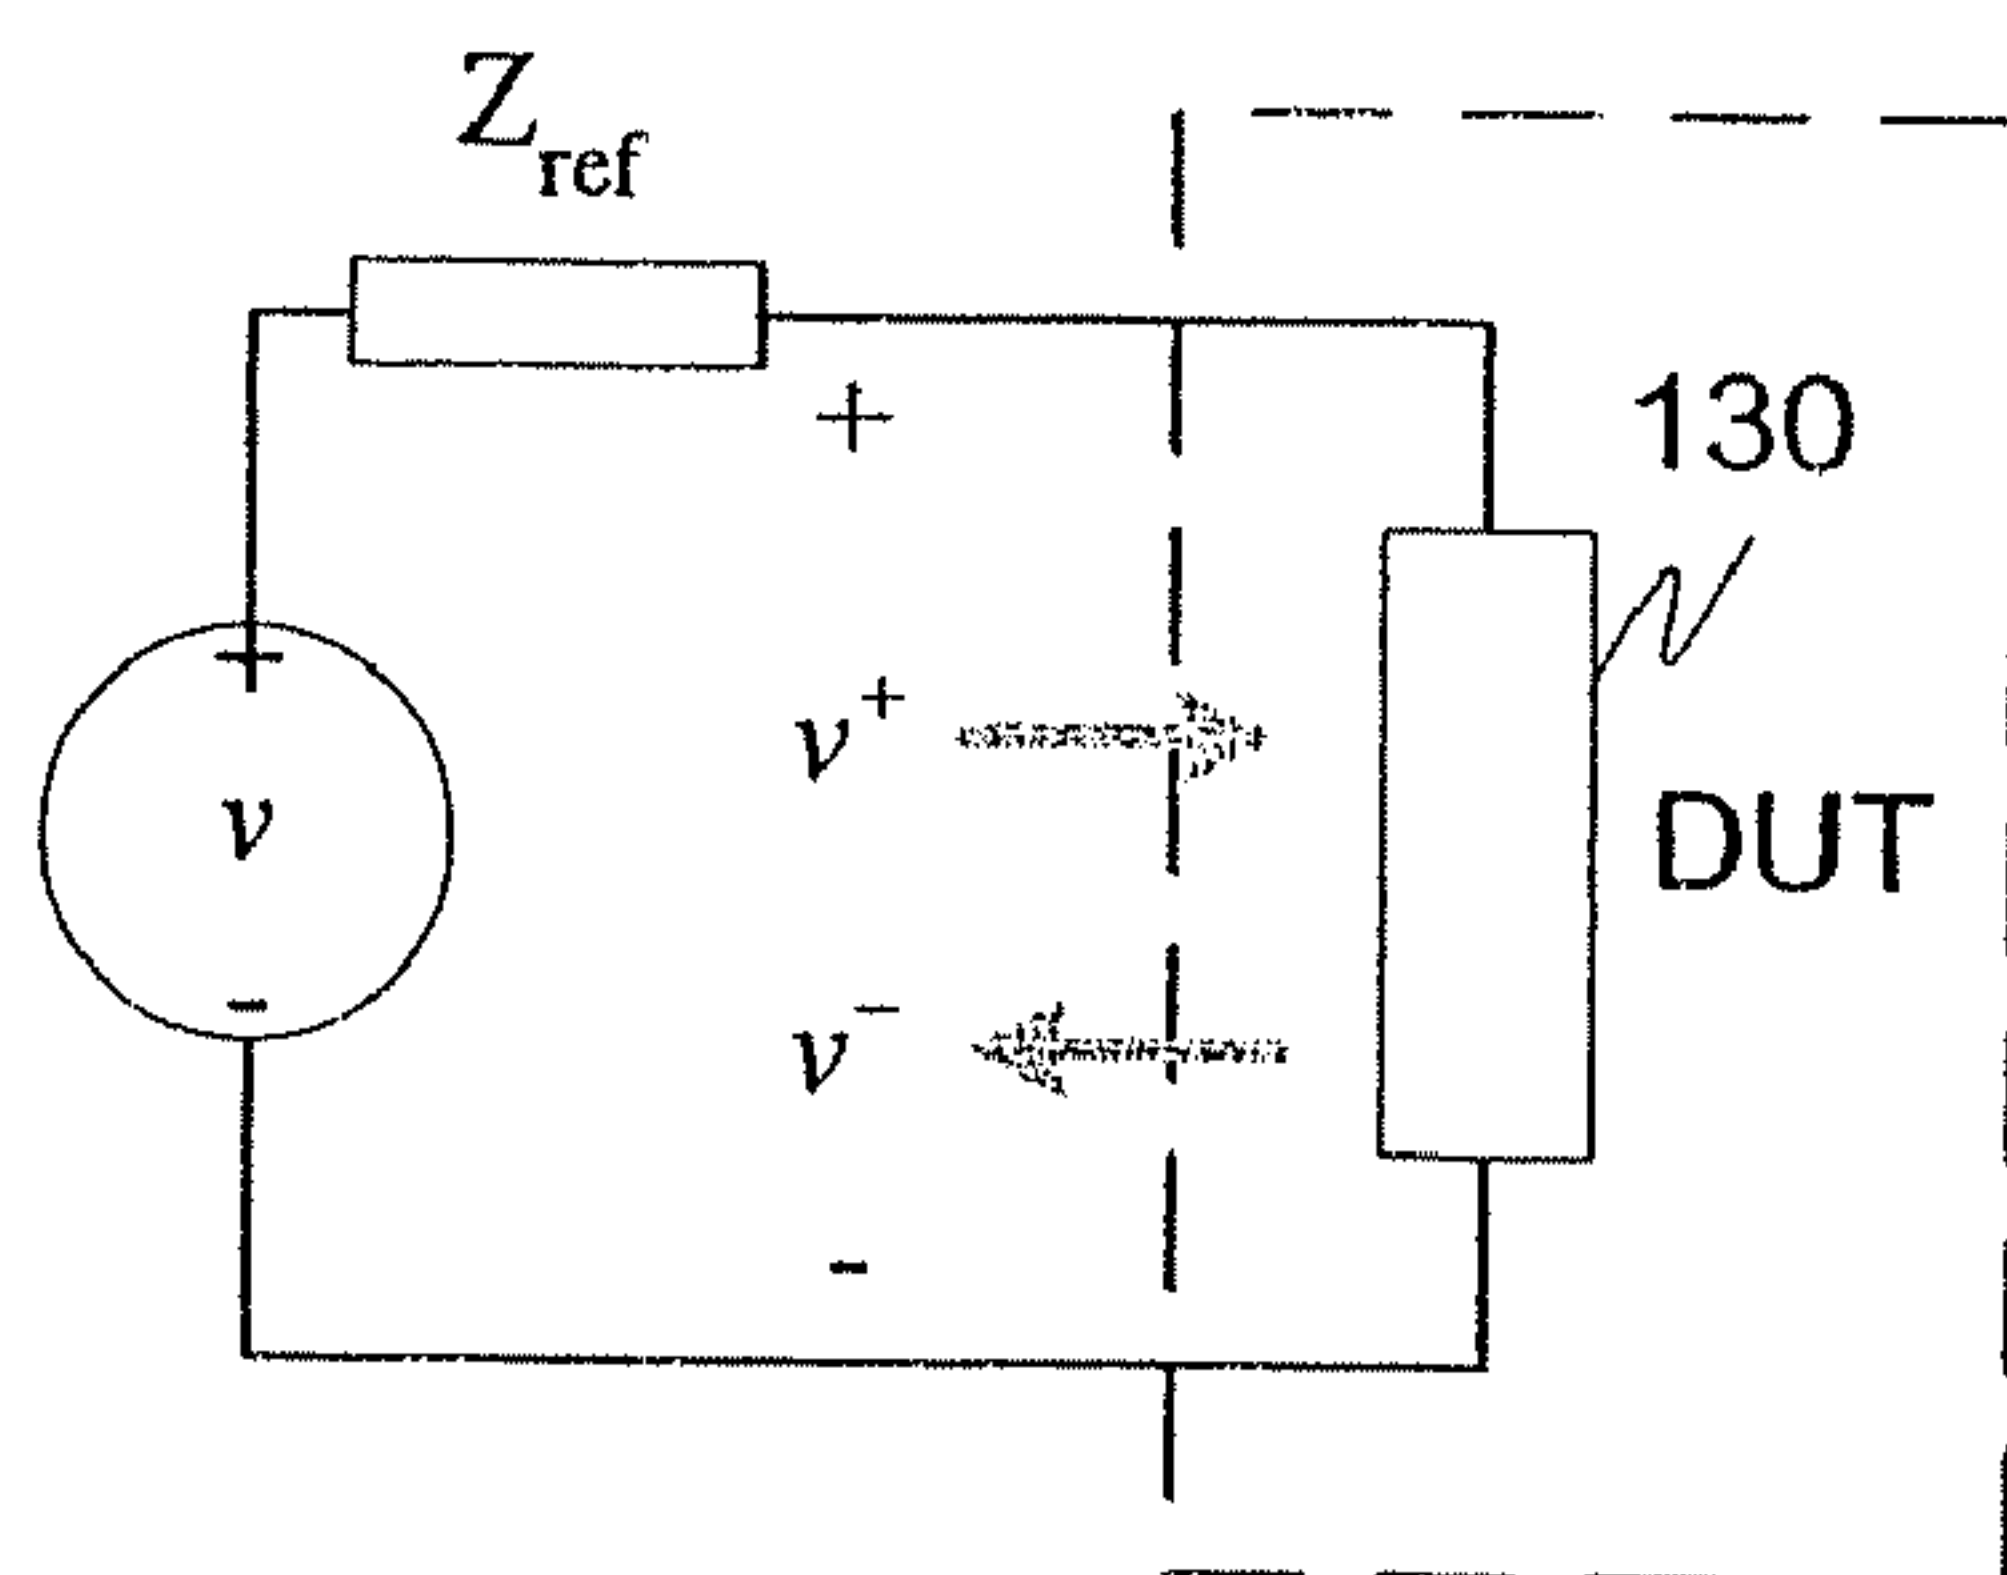 Z_ref
+
130
+
v^+
v
DUT
-
v^-
-